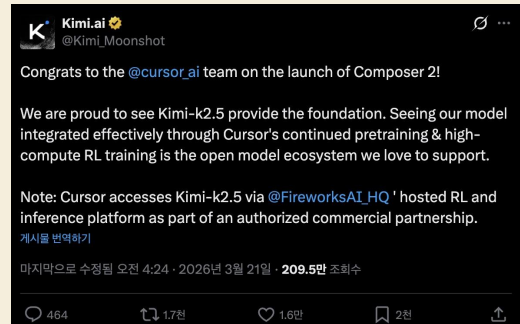 Kimi.ai
@Kimi_Moonshot
Congrats to the @cursor_ai team on the launch of Composer 2!
We are proud to see Kimi-k2.5 provide the foundation. Seeing our model
integrated effectively through Cursor's continued pretraining & high-
compute RL training is the open model ecosystem we love to support.
Note: Cursor accesses Kimi-k2.5 via @FireworksAI_HQ ' hosted RL and
inference platform as part of an authorized commercial partnership.
게시물 번역하기
마지막으로 수정됨 오전 4:24 · 2026년 3월 21일 · 209.5만 조회수
464 1.7천 1.6만 2천